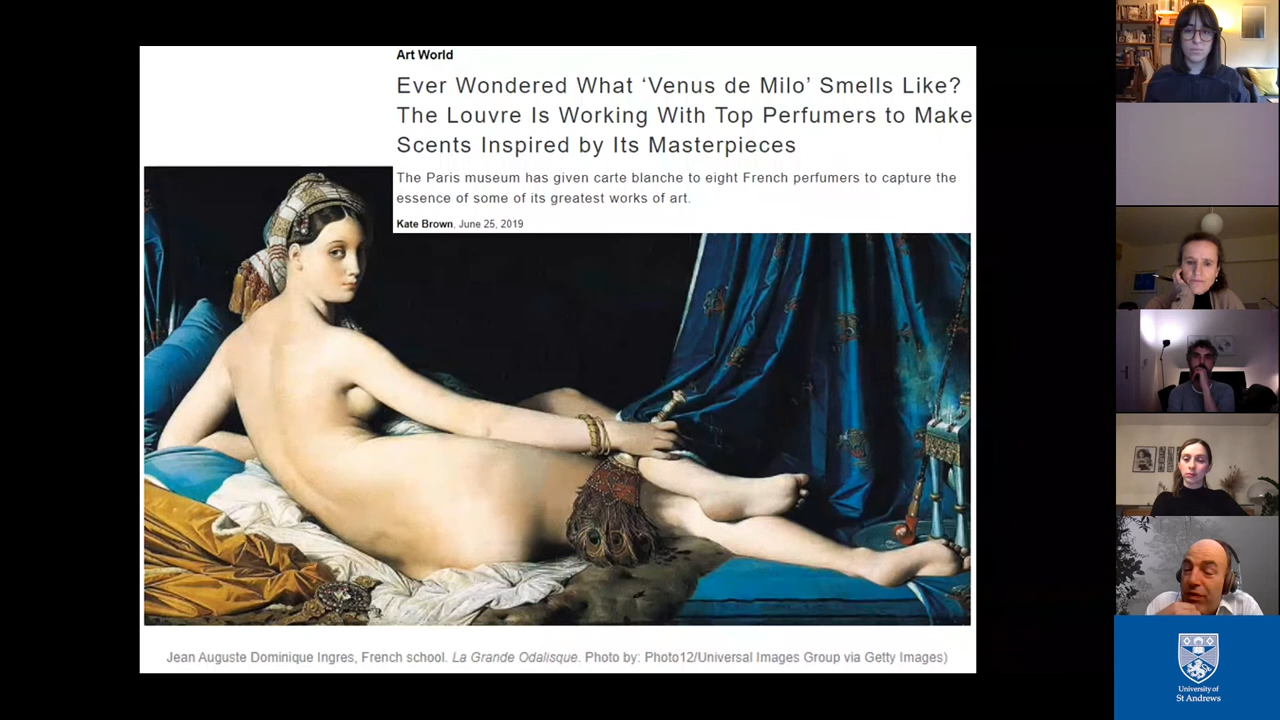 Art World
Ever Wondered What ‘Venus de Milo’ Smells Like?
The Louvre Is Working With Top Perfumers to Make
Scents Inspired by Its Masterpieces
The Paris museum has given carte blanche to eight French perfumers to capture the
essence of some of its greatest works of art.
Kate Brown, June 25, 2019
Jean Auguste Dominique Ingres, French school. La Grande Odalisque. Photo by: Photo12/Universal Images Group via Getty Images)
University of
St Andrews